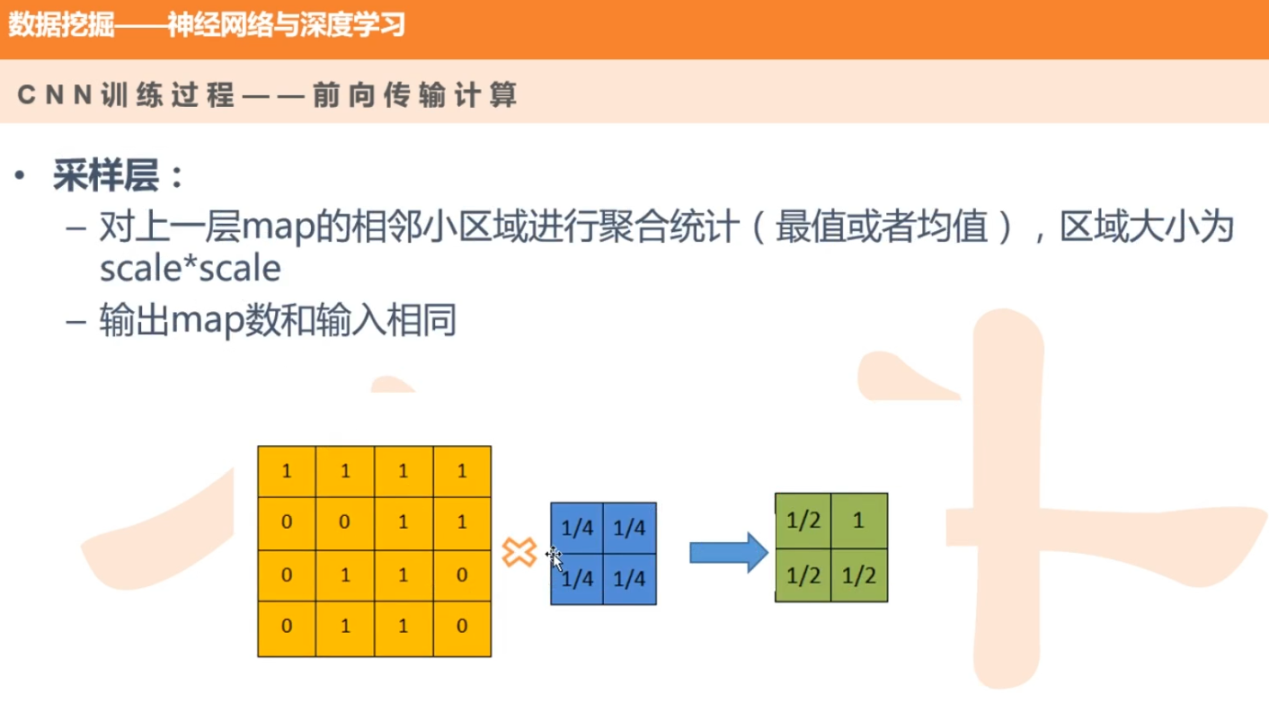 数据挖掘——神经网络与深度学习
CNN训练过程——前向传输计算
• 采样层：
– 对上一层map的相邻小区域进行聚合统计（最值或者均值），区域大小为
scale*scale
– 输出map数和输入相同
1 1 1 1
0 0 1 1
0 1 1 0
0 1 1 0
1/4 1/4
1/4 1/4
1/2 1
1/2 1/2